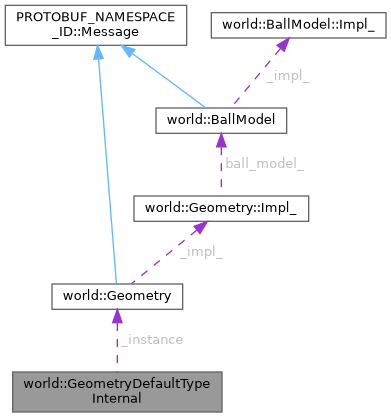 PROTOBUF_NAMESPACE
_ID::Message
world::BallModel::Impl_
_impl_
world::BallModel
ball_model_
world::Geometry::Impl_
_impl_
world::Geometry
_instance
world::GeometryDefaultType
Internal